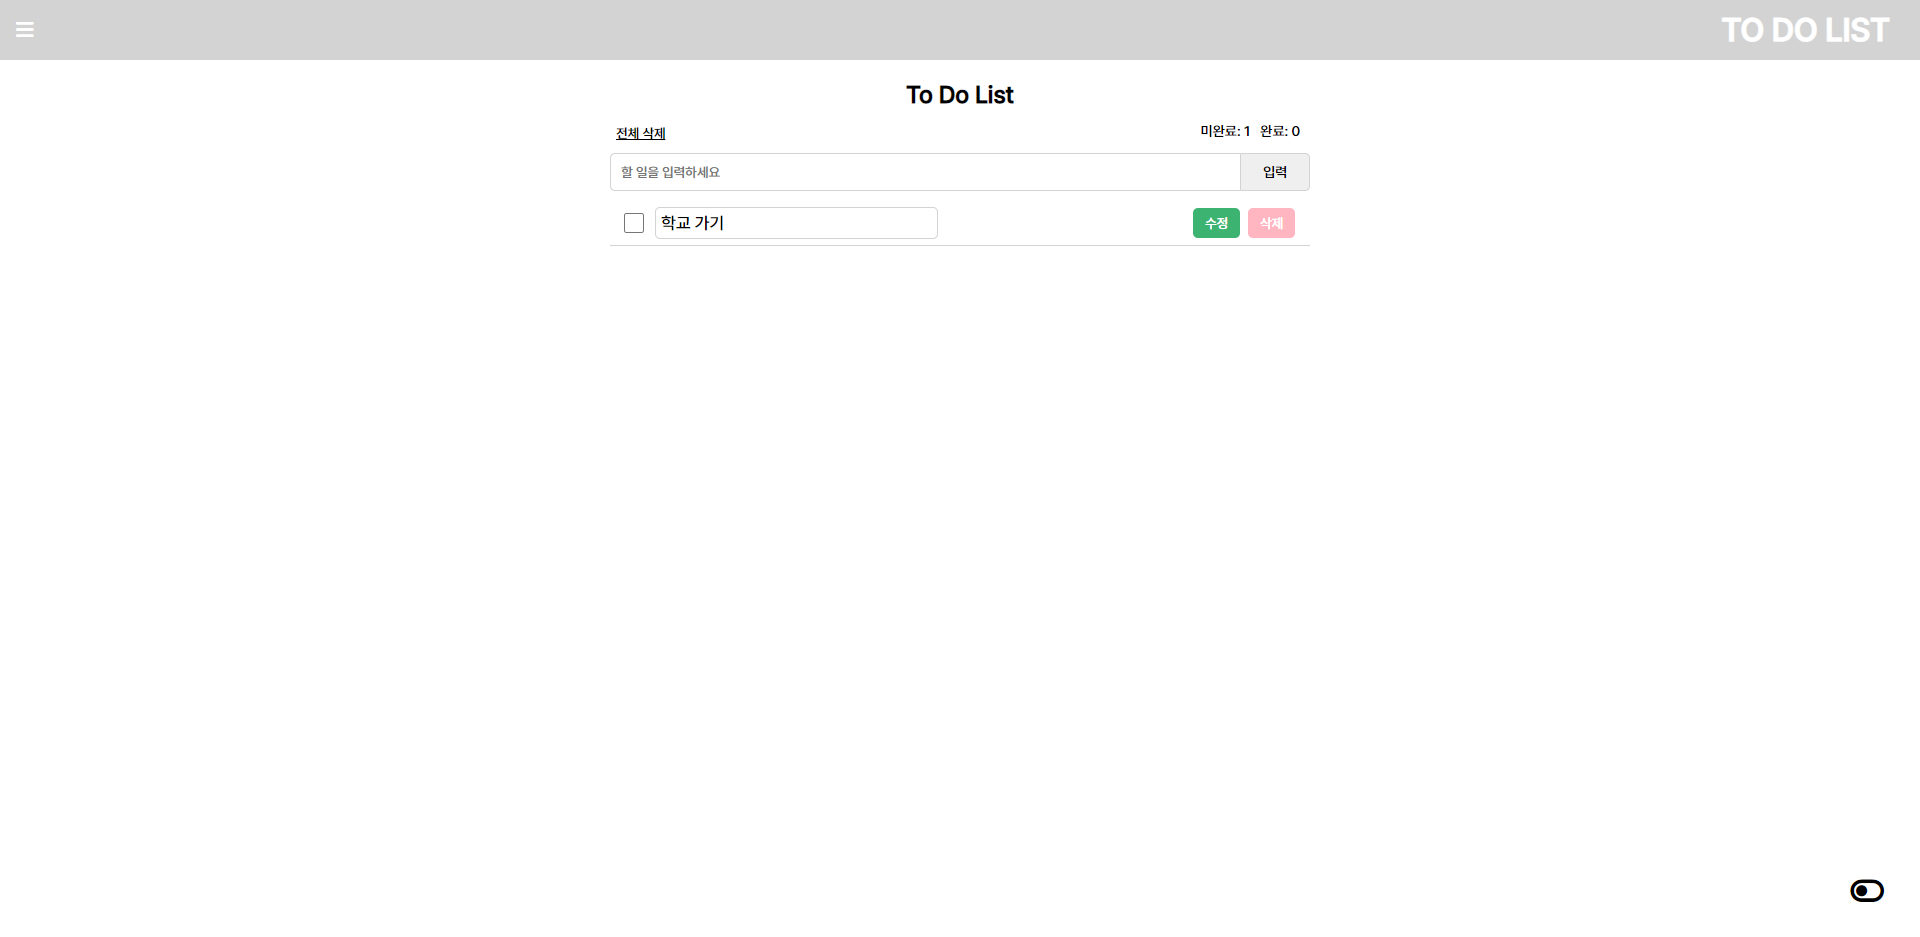 TO DO LIST
To Do List
전체 삭제
미완료: 1 완료: 0
할 일을 입력하세요 입력
학교 가기 수정 삭제